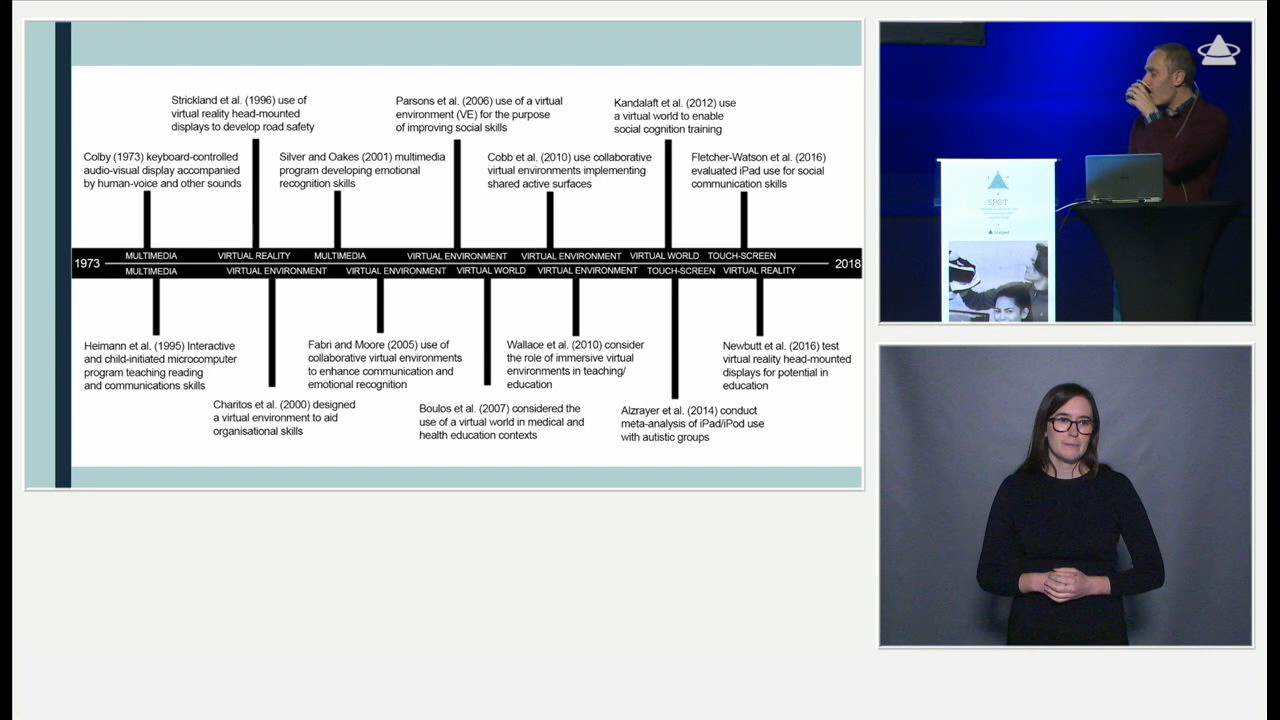 Strickland et al. (1996) use of
virtual reality head-mounted
displays to develop road safety
Parsons et al. (2006) use of a virtual
environment (VE) for the purpose
of improving social skills
Kandalaft et al. (2012) use
a virtual world to enable
social cognition training
Colby (1973) keyboard-controlled
audio-visual display accompanied
by human-voice and other sounds
Silver and Oakes (2001) multimedia
program developing emotional
recognition skills
Cobb et al. (2010) use collaborative
virtual environments implementing
shared active surfaces
Fletcher-Watson et al. (2016)
evaluated iPad use for social
communication skills
1973
MULTIMEDIA VIRTUAL REALITY MULTIMEDIA VIRTUAL ENVIRONMENT VIRTUAL ENVIRONMENT VIRTUAL WORLD TOUCH-SCREEN
MULTIMEDIA VIRTUAL ENVIRONMENT VIRTUAL ENVIRONMENT VIRTUAL WORLD VIRTUAL ENVIRONMENT TOUCH-SCREEN VIRTUAL REALITY
2018
Heimann et al. (1995) Interactive
and child-initiated microcomputer
program teaching reading
and communications skills
Fabri and Moore (2005) use of
collaborative virtual environments
to enhance communication and
emotional recognition
Wallace et al. (2010) consider
the role of immersive virtual
environments in teaching/
education
Newbutt et al. (2016) test
virtual reality head-mounted
displays for potential in
education
Charitos et al. (2000) designed
a virtual environment to aid
organisational skills
Boulos et al. (2007) considered the
use of a virtual world in medical and
health education contexts
Alzrayer et al. (2014) conduct
meta-analysis of iPad/iPod use
with autistic groups
SPOT